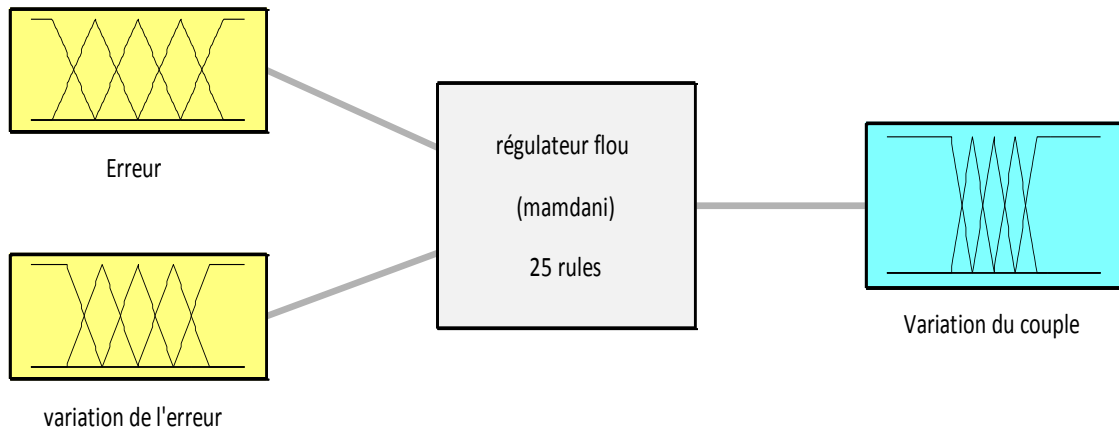 Erreur
variation de l'erreur
régulateur flou
(mamdani)
25 rules
Variation du couple